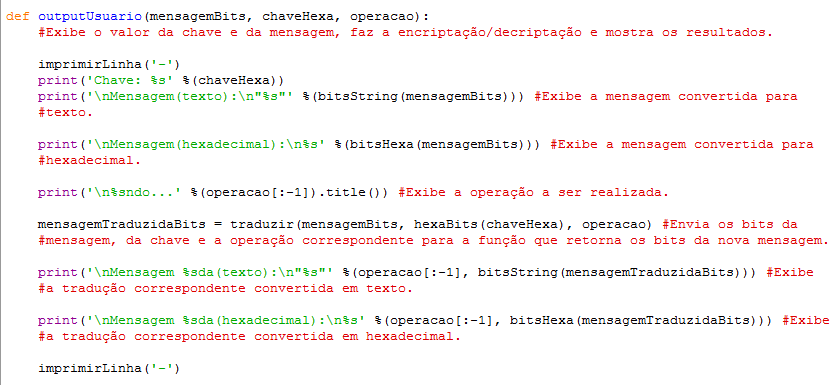 def outputUsuario(mensagemBits, chaveHexa, operacao):
    #Exibe o valor da chave e da mensagem, faz a encriptação/decriptação e mostra os resultados.
    imprimirLinha('-')
    print('Chave: %s' %(chaveHexa))
    print('\nMensagem(texto):\n"%s"' %(bitsString(mensagemBits))) #Exibe a mensagem convertida para
    #texto.
    print('\nMensagem(hexadecimal):\n%s' %(bitsHexa(mensagemBits))) #Exibe a mensagem convertida para
    #hexadecimal.
    print('\n%sndo...' %(operacao[:-1]).title()) #Exibe a operação a ser realizada.
    mensagemTraduzidaBits = traduzir(mensagemBits, hexaBits(chaveHexa), operacao) #Envia os bits da
    #mensagem, da chave e a operação correspondente para a função que retorna os bits da nova mensagem.
    print('\nMensagem %sda(texto):\n"%s"' %(operacao[:-1], bitsString(mensagemTraduzidaBits))) #Exibe
    #a tradução correspondente convertida em texto.
    print('\nMensagem %sda(hexadecimal):\n%s' %(operacao[:-1], bitsHexa(mensagemTraduzidaBits))) #Exibe
    #a tradução correspondente convertida em hexadecimal.
    imprimirLinha('-')